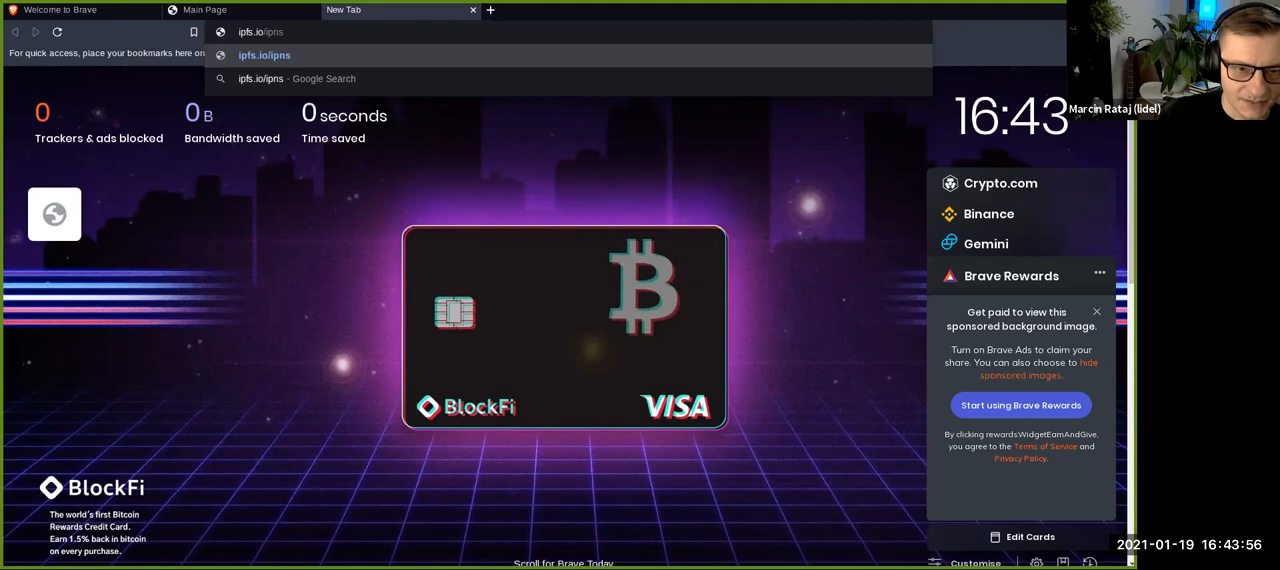 Welcome to Brave
Main Page
New Tab
ipfs.io/ipns
For quick access, place your bookmarks here on
ipfs.io/ipns
ipfs.io/ipns - Google Search
0
Trackers & ads blocked
0 B
Bandwidth saved
0 seconds
Time saved
16:43
Marcin Rataj (lidel)
Crypto.com
Binance
Gemini
Brave Rewards
Get paid to view this
sponsored background image.
Turn on Brave Ads to claim your
share. You can also choose to hide
sponsored images.
Start using Brave Rewards
By clicking rewardsWidgetEarnAndGive,
you agree to the Terms of Service and
Privacy Policy.
B
BlockFi
VISA
BlockFi
The world's first Bitcoin
Rewards Credit Card.
Earn 1.5% back in bitcoin
on every purchase.
Edit Cards
2021-01-19 16:43:56
Scroll for Brave Today
Customise